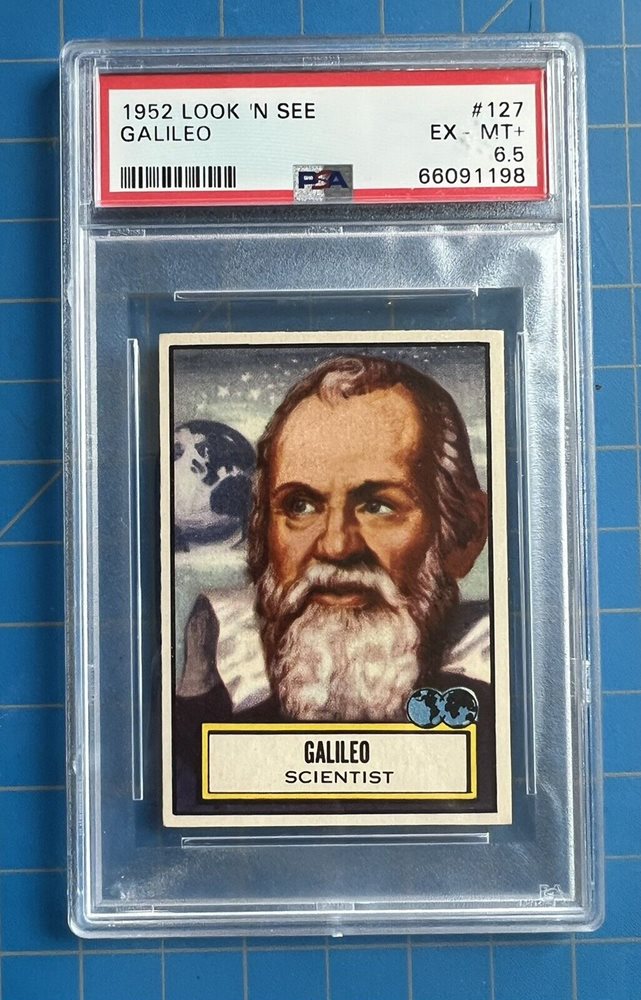 1952 LOOK 'N SEE #127
GALILEO EX - MT+
6.5
PSA 66091198
GALILEO
SCIENTIST